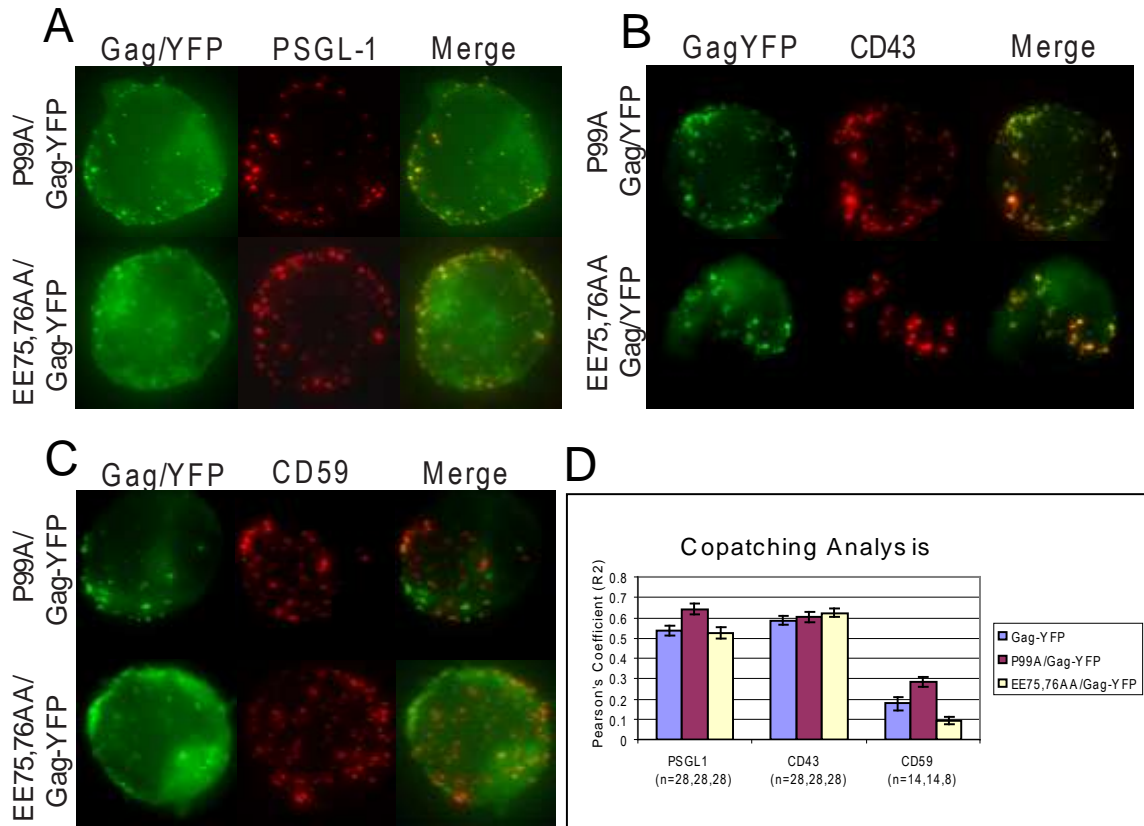 A
Gag/YFP PSGL-1 Merge
P99A/
Gag-YFP
EE75,76AA/
Gag-YFP
B
GagYFP CD43 Merge
P99A
Gag/YFP
EE75,76AA
Gag/YFP
C
Gag/YFP CD59 Merge
P99A/
Gag-YFP
EE75,76AA/
Gag-YFP
D
Copatching Analys is
Pearson's Coefficient (R2)
0.8
0.7
0.6
0.5
0.4
0.3
0.2
0.1
0
PSGL1 CD43 CD59
(n=28,28,28) (n=28,28,28) (n=14,14,8)
Gag-YFP
P99A/Gag-YFP
EE75,76AA/Gag-YFP